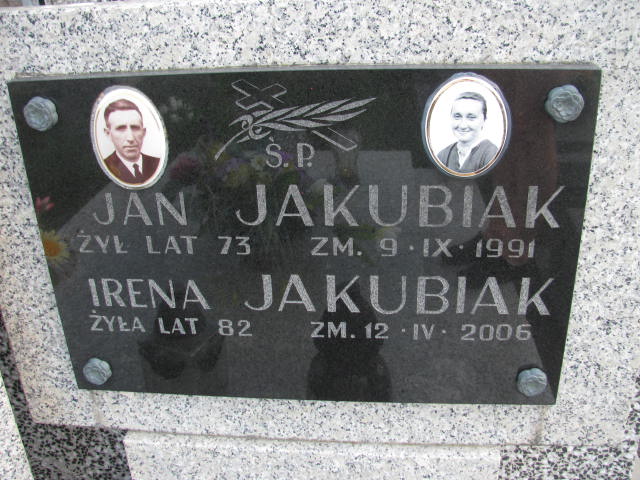 Ś.P.
JAN JAKUBIAK
ŻYŁ LAT 73 ZM. 9·IX·1991
IRENA JAKUBIAK
ŻYŁA LAT 82 ZM. 12·IV·2006